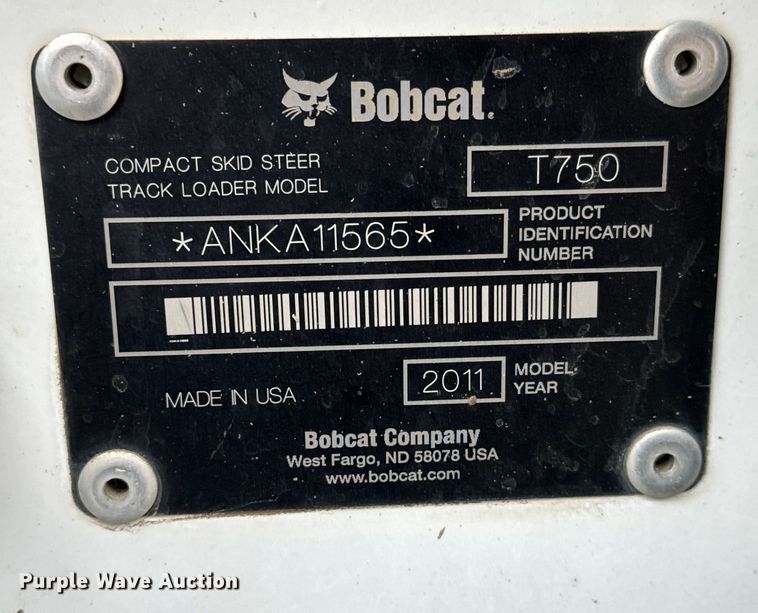 Bobcat.
COMPACT SKID STEER
TRACK LOADER MODEL
T750
*ANKA11565*
PRODUCT
IDENTIFICATION
NUMBER
MADE IN USA
2011
MODEL
YEAR
Bobcat Company
West Fargo, ND 58078 USA
www.bobcat.com
Purple Wave Auction